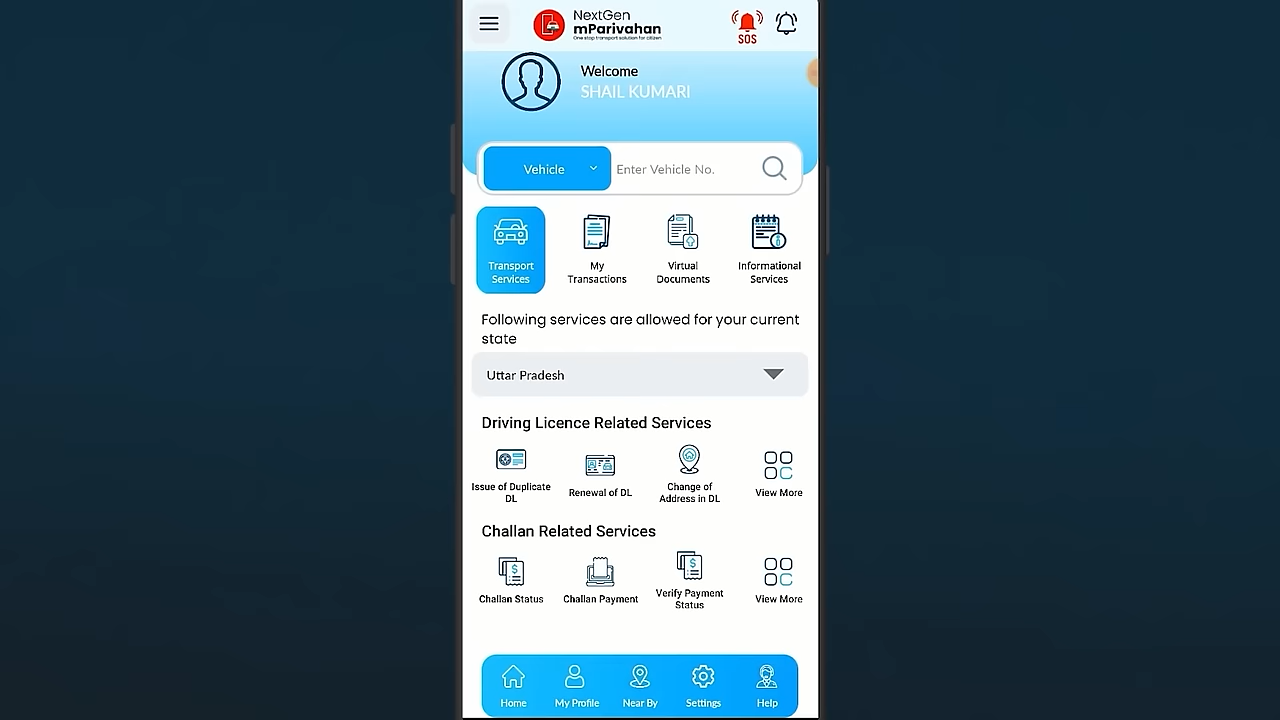 NextGen
mParivahan
One stop transport solution for citizen
SOS
Welcome
SHAIL KUMARI
Vehicle
Enter Vehicle No.
Transport
Services
My
Transactions
Virtual
Documents
Informational
Services
Following services are allowed for your current
state
Uttar Pradesh
Driving Licence Related Services
Issue of Duplicate
DL
Renewal of DL
Change of
Address in DL
View More
Challan Related Services
Challan Status
Challan Payment
Verify Payment
Status
View More
Home
My Profile
Near By
Settings
Help